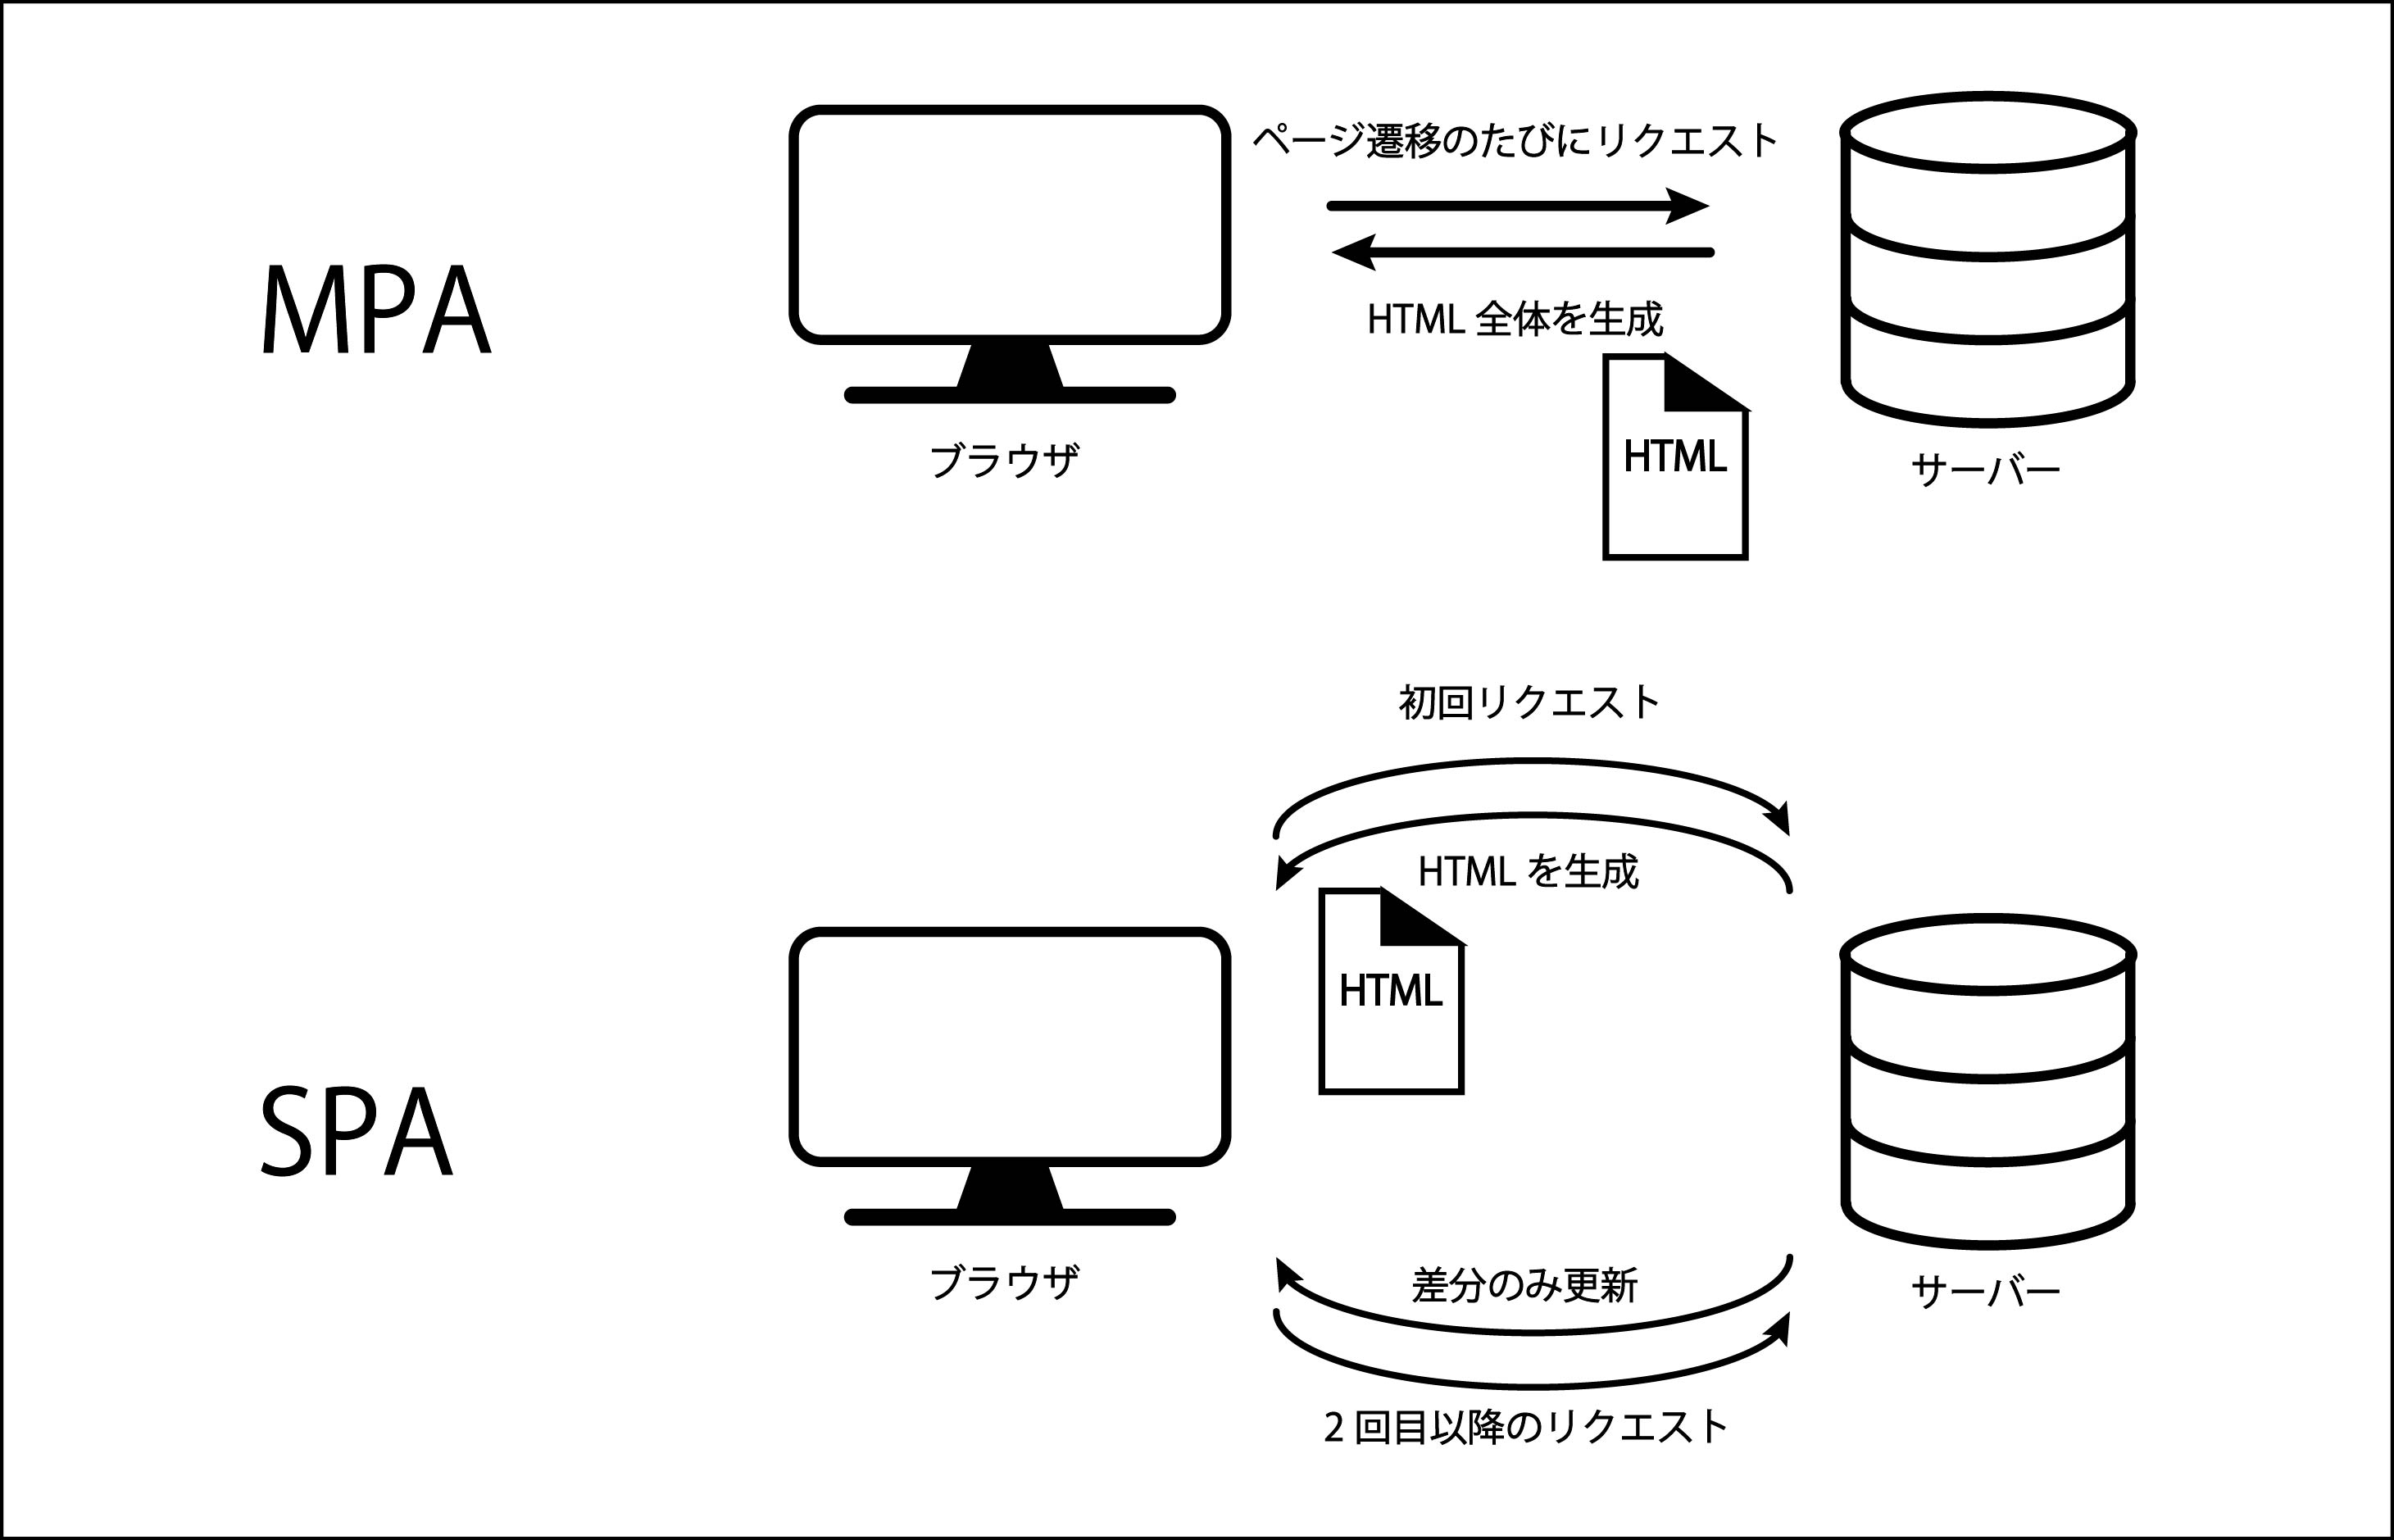 MPA
ページ遷移のたびにリクエスト
HTML 全体を生成
HTML
ブラウザ
サーバー
初回リクエスト
HTML を生成
HTML
SPA
ブラウザ
サーバー
差分のみ更新
2 回目以降のリクエスト